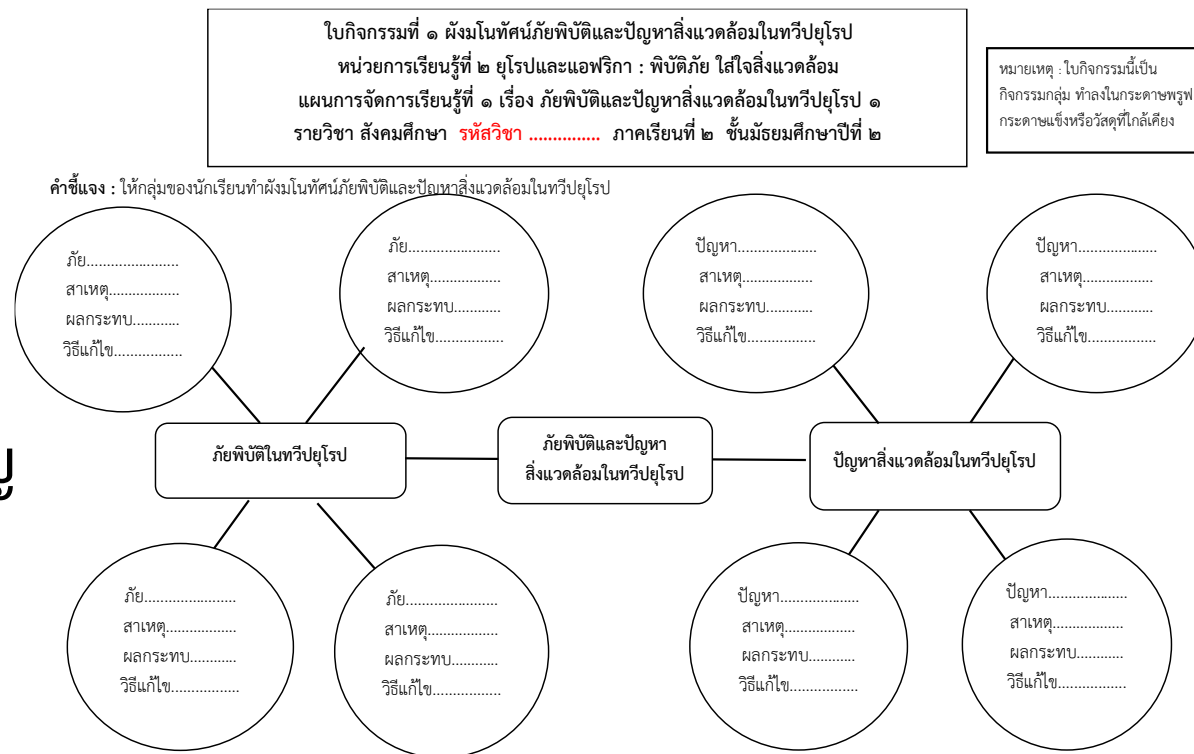 ใบกิจกรรมที่ ๑ ผังมโนทัศน์ภัยพิบัติและปัญหาสิ่งแวดล้อมในทวีปยุโรป
หน่วยการเรียนรู้ที่ ๒ ยุโรปและแอฟริกา : พิบัติภัย ใส่ใจสิ่งแวดล้อม
แผนการจัดการเรียนรู้ที่ ๑ เรื่อง ภัยพิบัติและปัญหาสิ่งแวดล้อมในทวีปยุโรป ๑
รายวิชา สังคมศึกษา รหัสวิชา .............. ภาคเรียนที่ ๒ ชั้นมัธยมศึกษาปีที่ ๒
หมายเหตุ : ใบกิจกรรมนี้เป็น
กิจกรรมกลุ่ม ทำลงในกระดาษพรูฟ
กระดาษแข็งหรือวัสดุที่ใกล้เคียง
คำชี้แจง : ให้กลุ่มของนักเรียนทำผังมโนทัศน์ภัยพิบัติและปัญหาสิ่งแวดล้อมในทวีปยุโรป
ภัย.......................
สาเหตุ..................
ผลกระทบ............
วิธีแก้ไข.................
ภัย.......................
สาเหตุ..................
ผลกระทบ............
วิธีแก้ไข.................
ปัญหา....................
สาเหตุ..................
ผลกระทบ............
วิธีแก้ไข.................
ปัญหา....................
สาเหตุ..................
ผลกระทบ............
วิธีแก้ไข.................
ภัยพิบัติในทวีปยุโรป
ภัยพิบัติและปัญหา
สิ่งแวดล้อมในทวีปยุโรป
ปัญหาสิ่งแวดล้อมในทวีปยุโรป
ภัย.......................
สาเหตุ..................
ผลกระทบ............
วิธีแก้ไข.................
ภัย.......................
สาเหตุ..................
ผลกระทบ............
วิธีแก้ไข.................
ปัญหา....................
สาเหตุ..................
ผลกระทบ............
วิธีแก้ไข.................
ปัญหา....................
สาเหตุ..................
ผลกระทบ............
วิธีแก้ไข.................